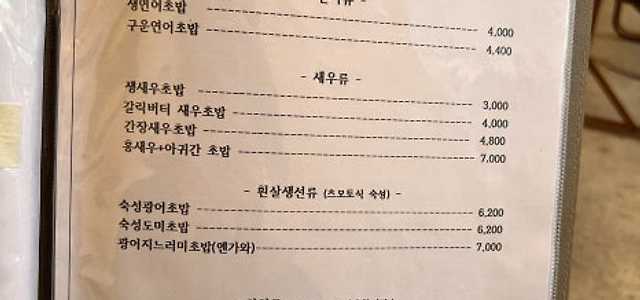 생연어초밥 4,000
구운연어초밥 4,400
- 새우류 -
생새우초밥 3,000
갈릭버터 새우초밥 4,000
간장새우초밥 4,800
홍새우+아귀간 초밥 7,000
- 흰살생선류 (츠모토식 숙성) -
숙성광어초밥 6,200
숙성도미초밥 6,200
광어지느러미초밥(엔가와) 7,000